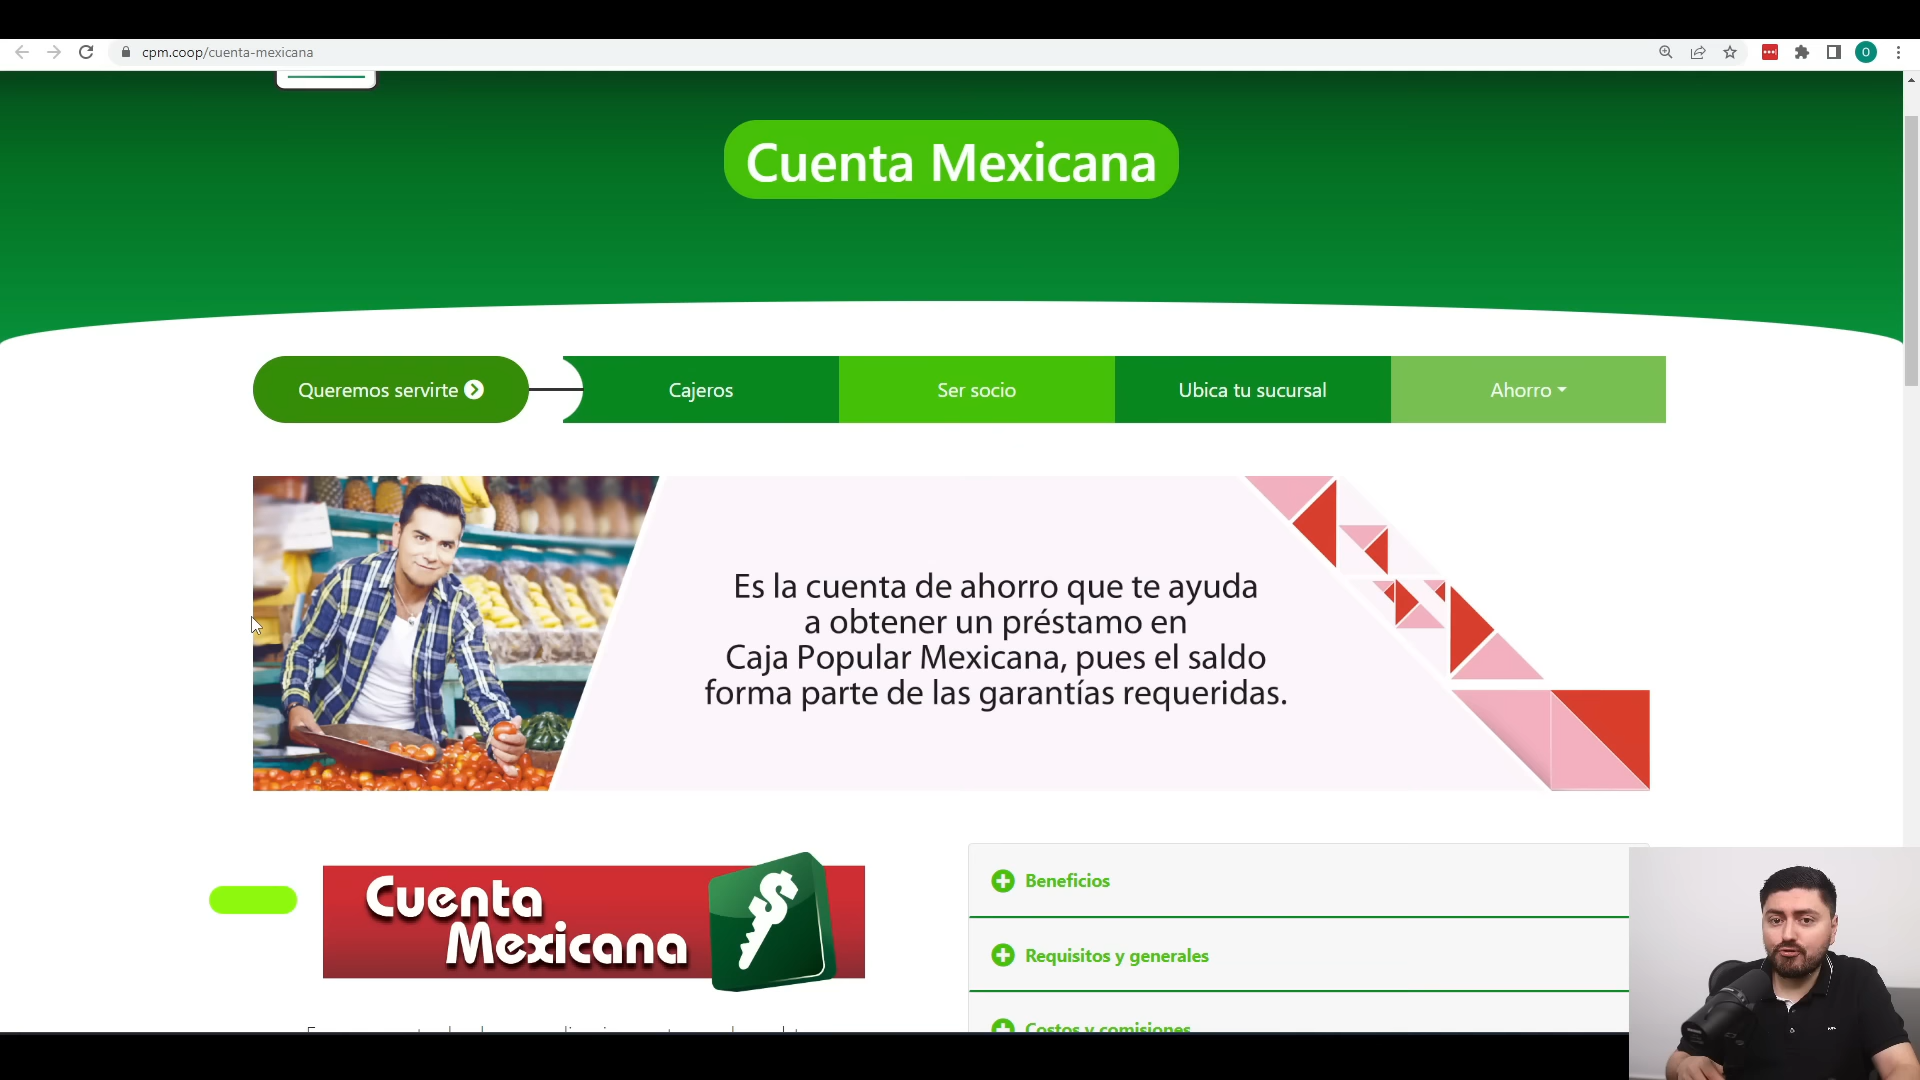 cpm.coop/cuenta-mexicana
O
Cuenta Mexicana
Queremos servirte
Cajeros
Ser socio
Ubica tu sucursal
Ahorro
Es la cuenta de ahorro que te ayuda
a obtener un préstamo en
Caja Popular Mexicana, pues el saldo
forma parte de las garantías requeridas.
Cuenta
Mexicana
Beneficios
Requisitos y generales
Costos y comisiones